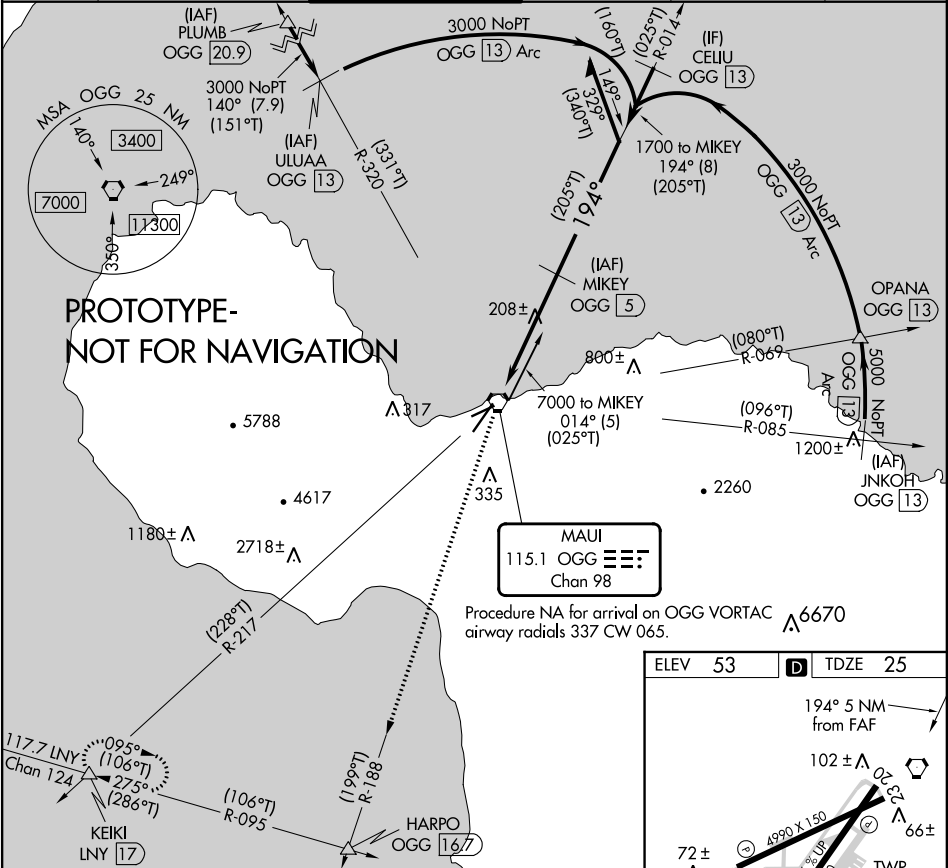 (IAF)
PLUMB
OGG 20.9
3000 NoPT
OGG 13 Arc
(160°T)
(025°T)
R-014
(IF)
CELIU
OGG 13
3000 NoPT
140° (7.9)
(151°T)
149°
329°
(340°T)
MSA OGG 25 NM
140°
3400
249°
7000
11300
350°
(IAF)
ULUAA
OGG 13
(331°T)
R-320
1700 to MIKEY
194° (8)
(205°T)
3000 NoPT
OGG 13 Arc
(205°T)
194°
(IAF)
MIKEY
OGG 5
PROTOTYPE-
NOT FOR NAVIGATION
208±
OPANA
OGG 13
(080°T)
R-069
800±
5000 NoPT
OGG 13
Arc
317
7000 to MIKEY
014° (5)
(025°T)
5788
(096°T)
R-085
1200±
(IAF)
JNKOH
OGG 13
335
2260
4617
1180±
2718±
MAUI
115.1 OGG
Chan 98
Procedure NA for arrival on OGG VORTAC
airway radials 337 CW 065.
6670
(228°T)
R-217
ELEV 53
D
TDZE 25
194° 5 NM
from FAF
102±
117.7 LNY
Chan 124
095°
(106°T)
275°
(286°T)
(199°T)
R-188
23
20
4990 X 150
P
P
66±
(106°T)
R-095
KEIKI
LNY 17
HARPO
OGG 16.7
72±
% UP
TWR